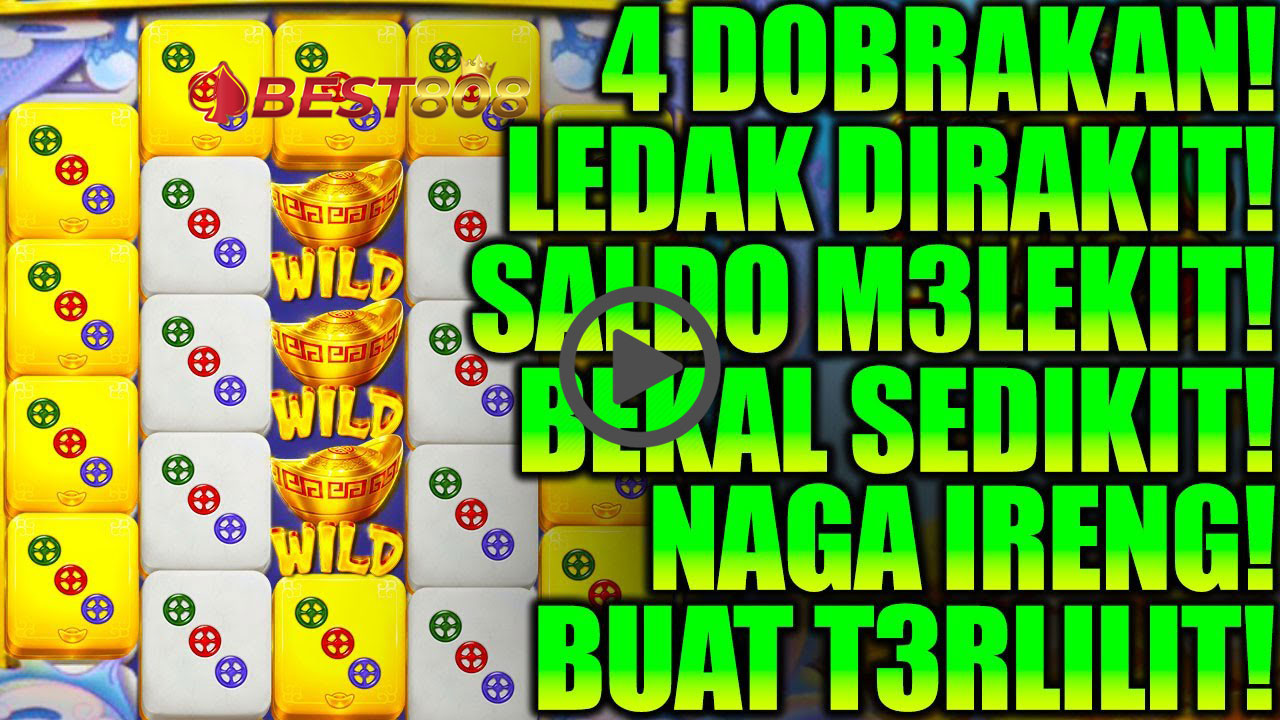 BEST808
4 DOBRAKAN!
LEDAK DIRAKIT!
SALDO M3LEKIT!
BEKAL SEDIKIT!
NAGA IRENG!
BUAT T3RLILIT!
WILD
WILD
WILD